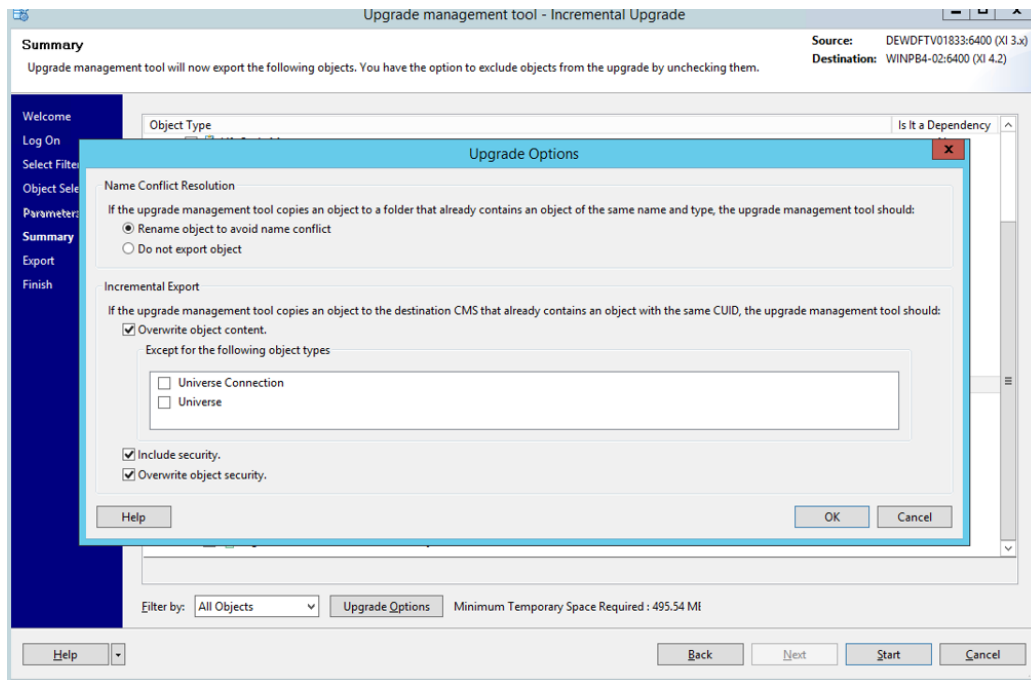 Upgrade management tool - Incremental Upgrade
Summary
Upgrade management tool will now export the following objects. You have the option to exclude objects from the upgrade by unchecking them.
Source: DEWDFTV01833:6400 (XI 3.x)
Destination: WINPB4-02:6400 (XI 4.2)
Welcome
Log On
Select Filter
Object Sele
Parameters
Summary
Export
Finish
Object Type Is It a Dependency
Upgrade Options
x
Name Conflict Resolution
If the upgrade management tool copies an object to a folder that already contains an object of the same name and type, the upgrade management tool should:
Rename object to avoid name conflict
Do not export object
Incremental Export
If the upgrade management tool copies an object to the destination CMS that already contains an object with the same CUID, the upgrade management tool should:
Overwrite object content.
Except for the following object types
Universe Connection
Universe
Include security.
Overwrite object security.
Help OK Cancel
Filter by: All Objects Upgrade Options Minimum Temporary Space Required : 495.54 ME
Help Back Next Start Cancel